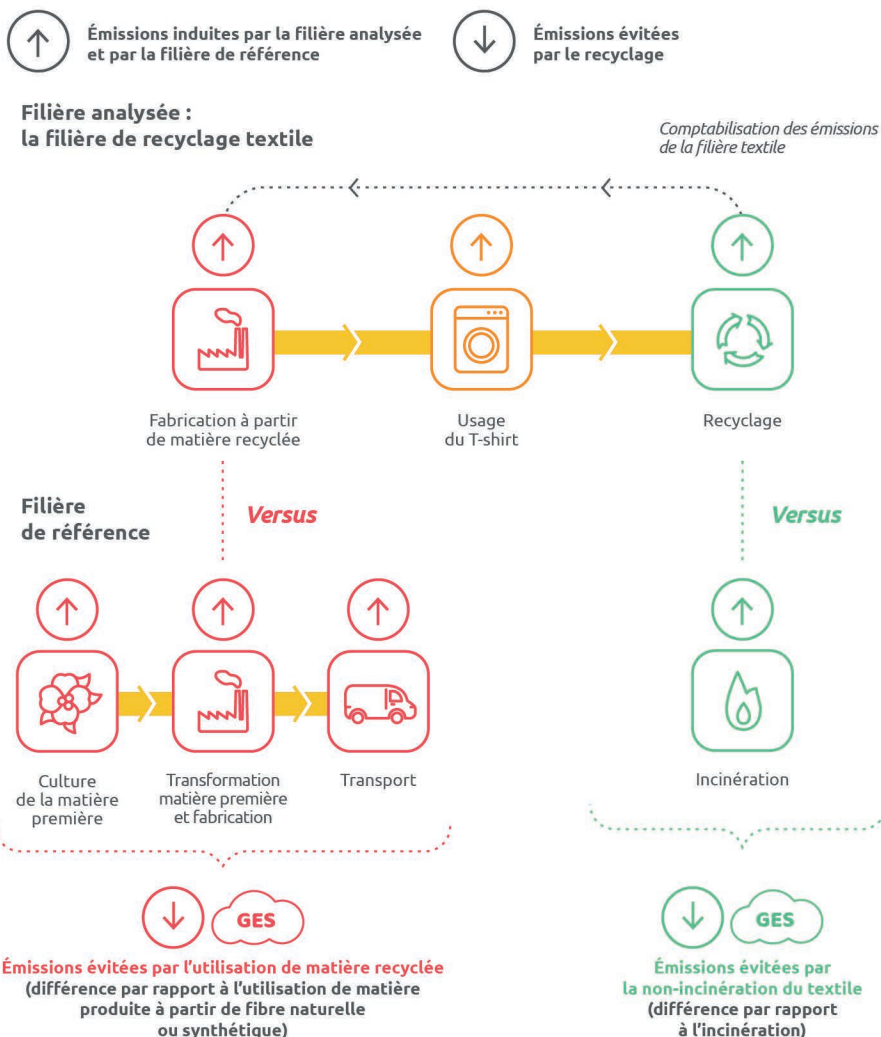 Émissions induites par la filière analysée
et par la filière de référence
Émissions évitées
par le recyclage
Filière analysée :
la filière de recyclage textile
Comptabilisation des émissions
de la filière textile
Fabrication à partir
de matière recyclée
Usage
du T-shirt
Recyclage
Filière
de référence
Versus
Versus
Culture
de la matière
première
Transformation
matière première
et fabrication
Transport
Incinération
GES
Émissions évitées par l’utilisation de matière recyclée
(différence par rapport à l’utilisation de matière
produite à partir de fibre naturelle
ou synthétique)
GES
Émissions évitées par
la non-incinération du textile
(différence par rapport
à l’incinération)